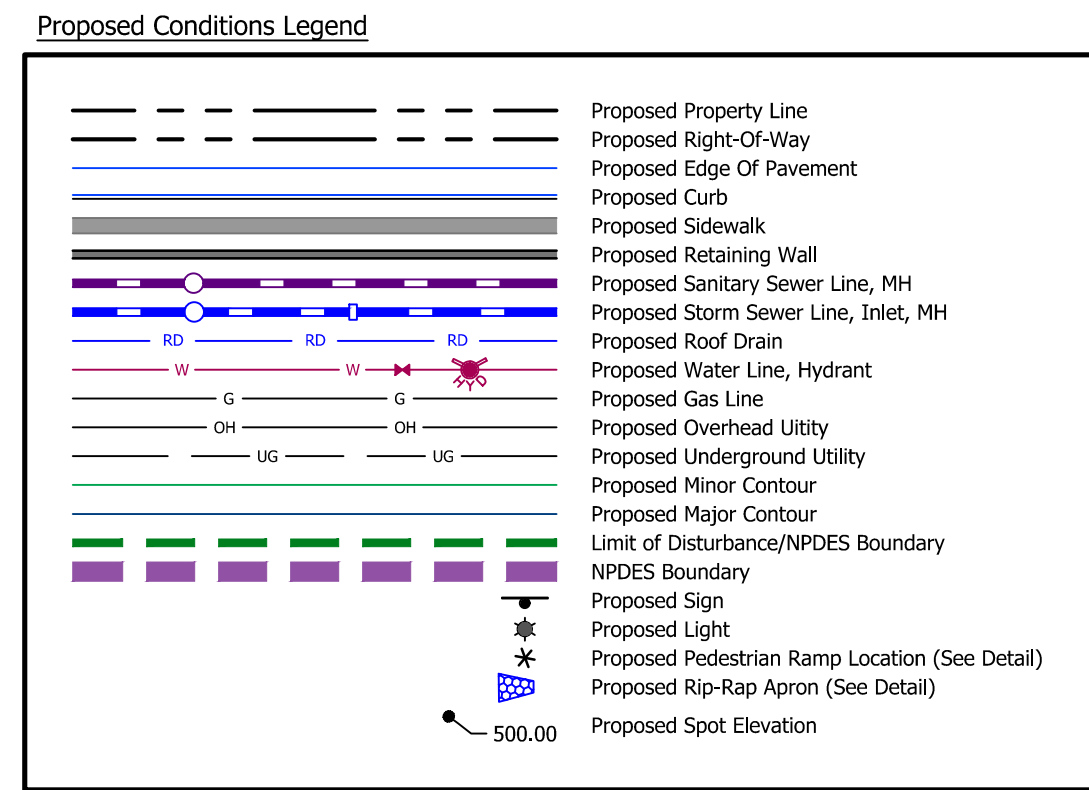 Proposed Conditions Legend
Proposed Property Line
Proposed Right-Of-Way
Proposed Edge Of Pavement
Proposed Curb
Proposed Sidewalk
Proposed Retaining Wall
Proposed Sanitary Sewer Line, MH
Proposed Storm Sewer Line, Inlet, MH
RD RD RD Proposed Roof Drain
W W HYD Proposed Water Line, Hydrant
G G Proposed Gas Line
OH OH Proposed Overhead Uitity
UG UG Proposed Underground Utility
Proposed Minor Contour
Proposed Major Contour
Limit of Disturbance/NPDES Boundary
NPDES Boundary
Proposed Sign
Proposed Light
Proposed Pedestrian Ramp Location (See Detail)
Proposed Rip-Rap Apron (See Detail)
500.00 Proposed Spot Elevation